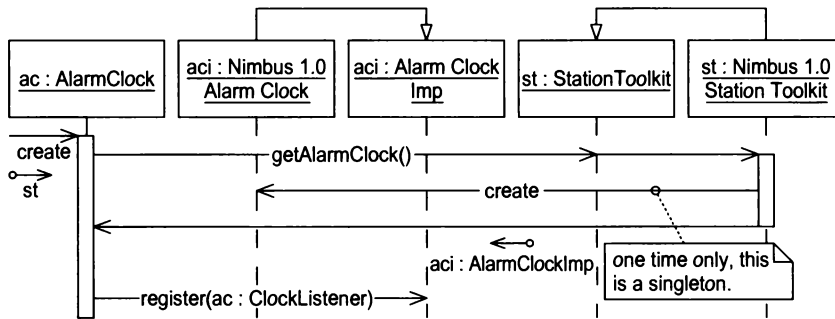 ac : AlarmClock
aci : Nimbus 1.0
Alarm Clock
aci : Alarm Clock
Imp
st : StationToolkit
st : Nimbus 1.0
Station Toolkit
create
st
getAlarmClock()
create
aci : AlarmClockImp
one time only, this
is a singleton.
register(ac : ClockListener)